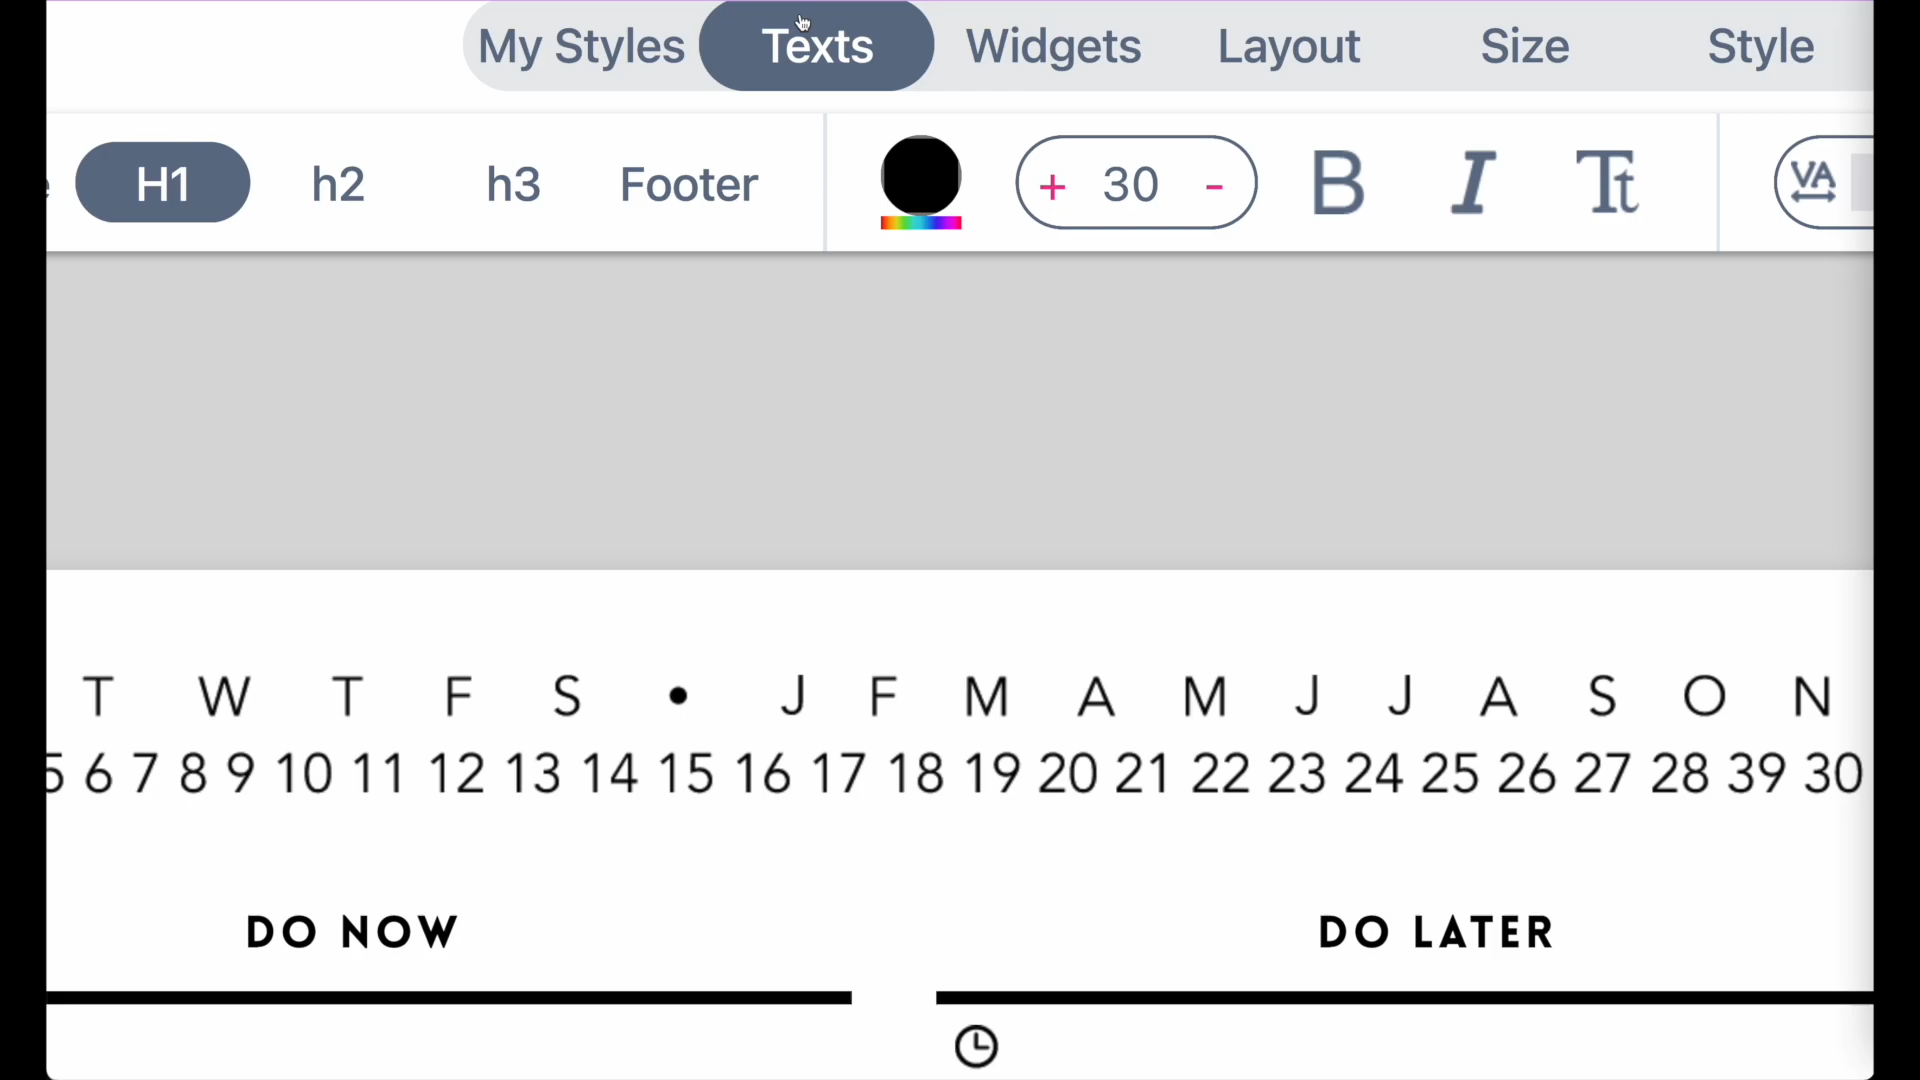 My Styles Texts Widgets Layout Size Style
H1 h2 h3 Footer + 30 - B I Tt VA
T W T F S • J F M A M J J A S O N
5 6 7 8 9 10 11 12 13 14 15 16 17 18 19 20 21 22 23 24 25 26 27 28 39 30
DO NOW DO LATER